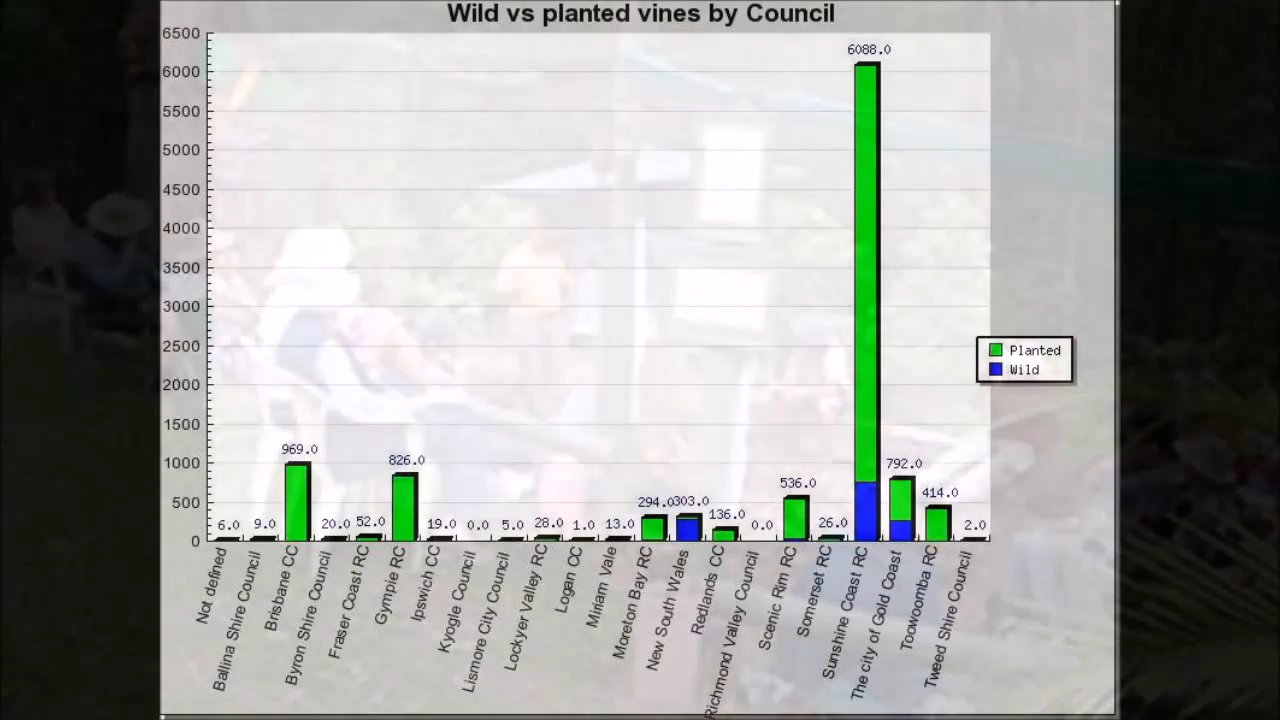 Wild vs planted vines by Council
6500
6000
5500
5000
4500
4000
3500
3000
2500
2000
1500
1000
500
0
6.0
9.0
969.0
20.0
52.0
826.0
19.0
0.0
5.0
28.0
1.0
13.0
294.0
303.0
136.0
0.0
536.0
26.0
6088.0
792.0
414.0
2.0
Planted
Wild
Not defined
Ballina Shire Council
Brisbane CC
Byron Shire Council
Fraser Coast RC
Gympie RC
Ipswich CC
Kyogle Council
Lismore City Council
Lockyer Valley RC
Logan CC
Miriam Vale
Moreton Bay RC
New South Wales
Redlands CC
Richmond Valley Council
Scenic Rim RC
Somerset RC
Sunshine Coast RC
The city of Gold Coast
Toowoomba RC
Tweed Shire Council